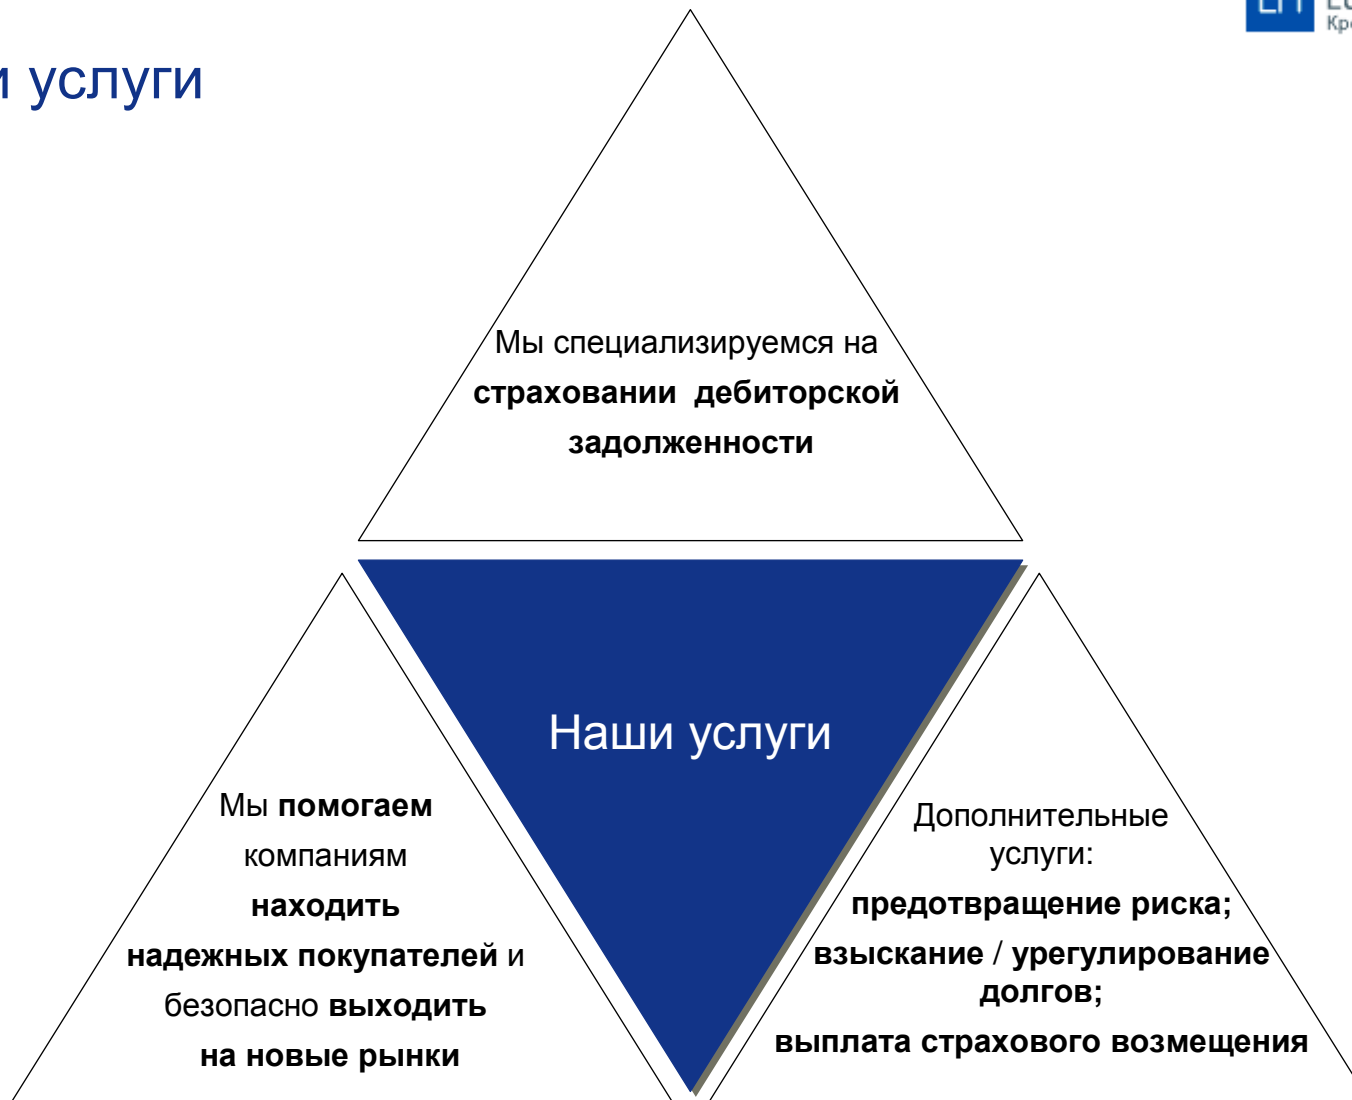 услуги
Мы специализируемся на
страховании дебиторской
задолженности
Наши услуги
Мы помогаем
компаниям
находить
надежных покупателей и
безопасно выходить
на новые рынки
Дополнительные
услуги:
предотвращение риска;
взыскание / урегулирование
долгов;
выплата страхового возмещения